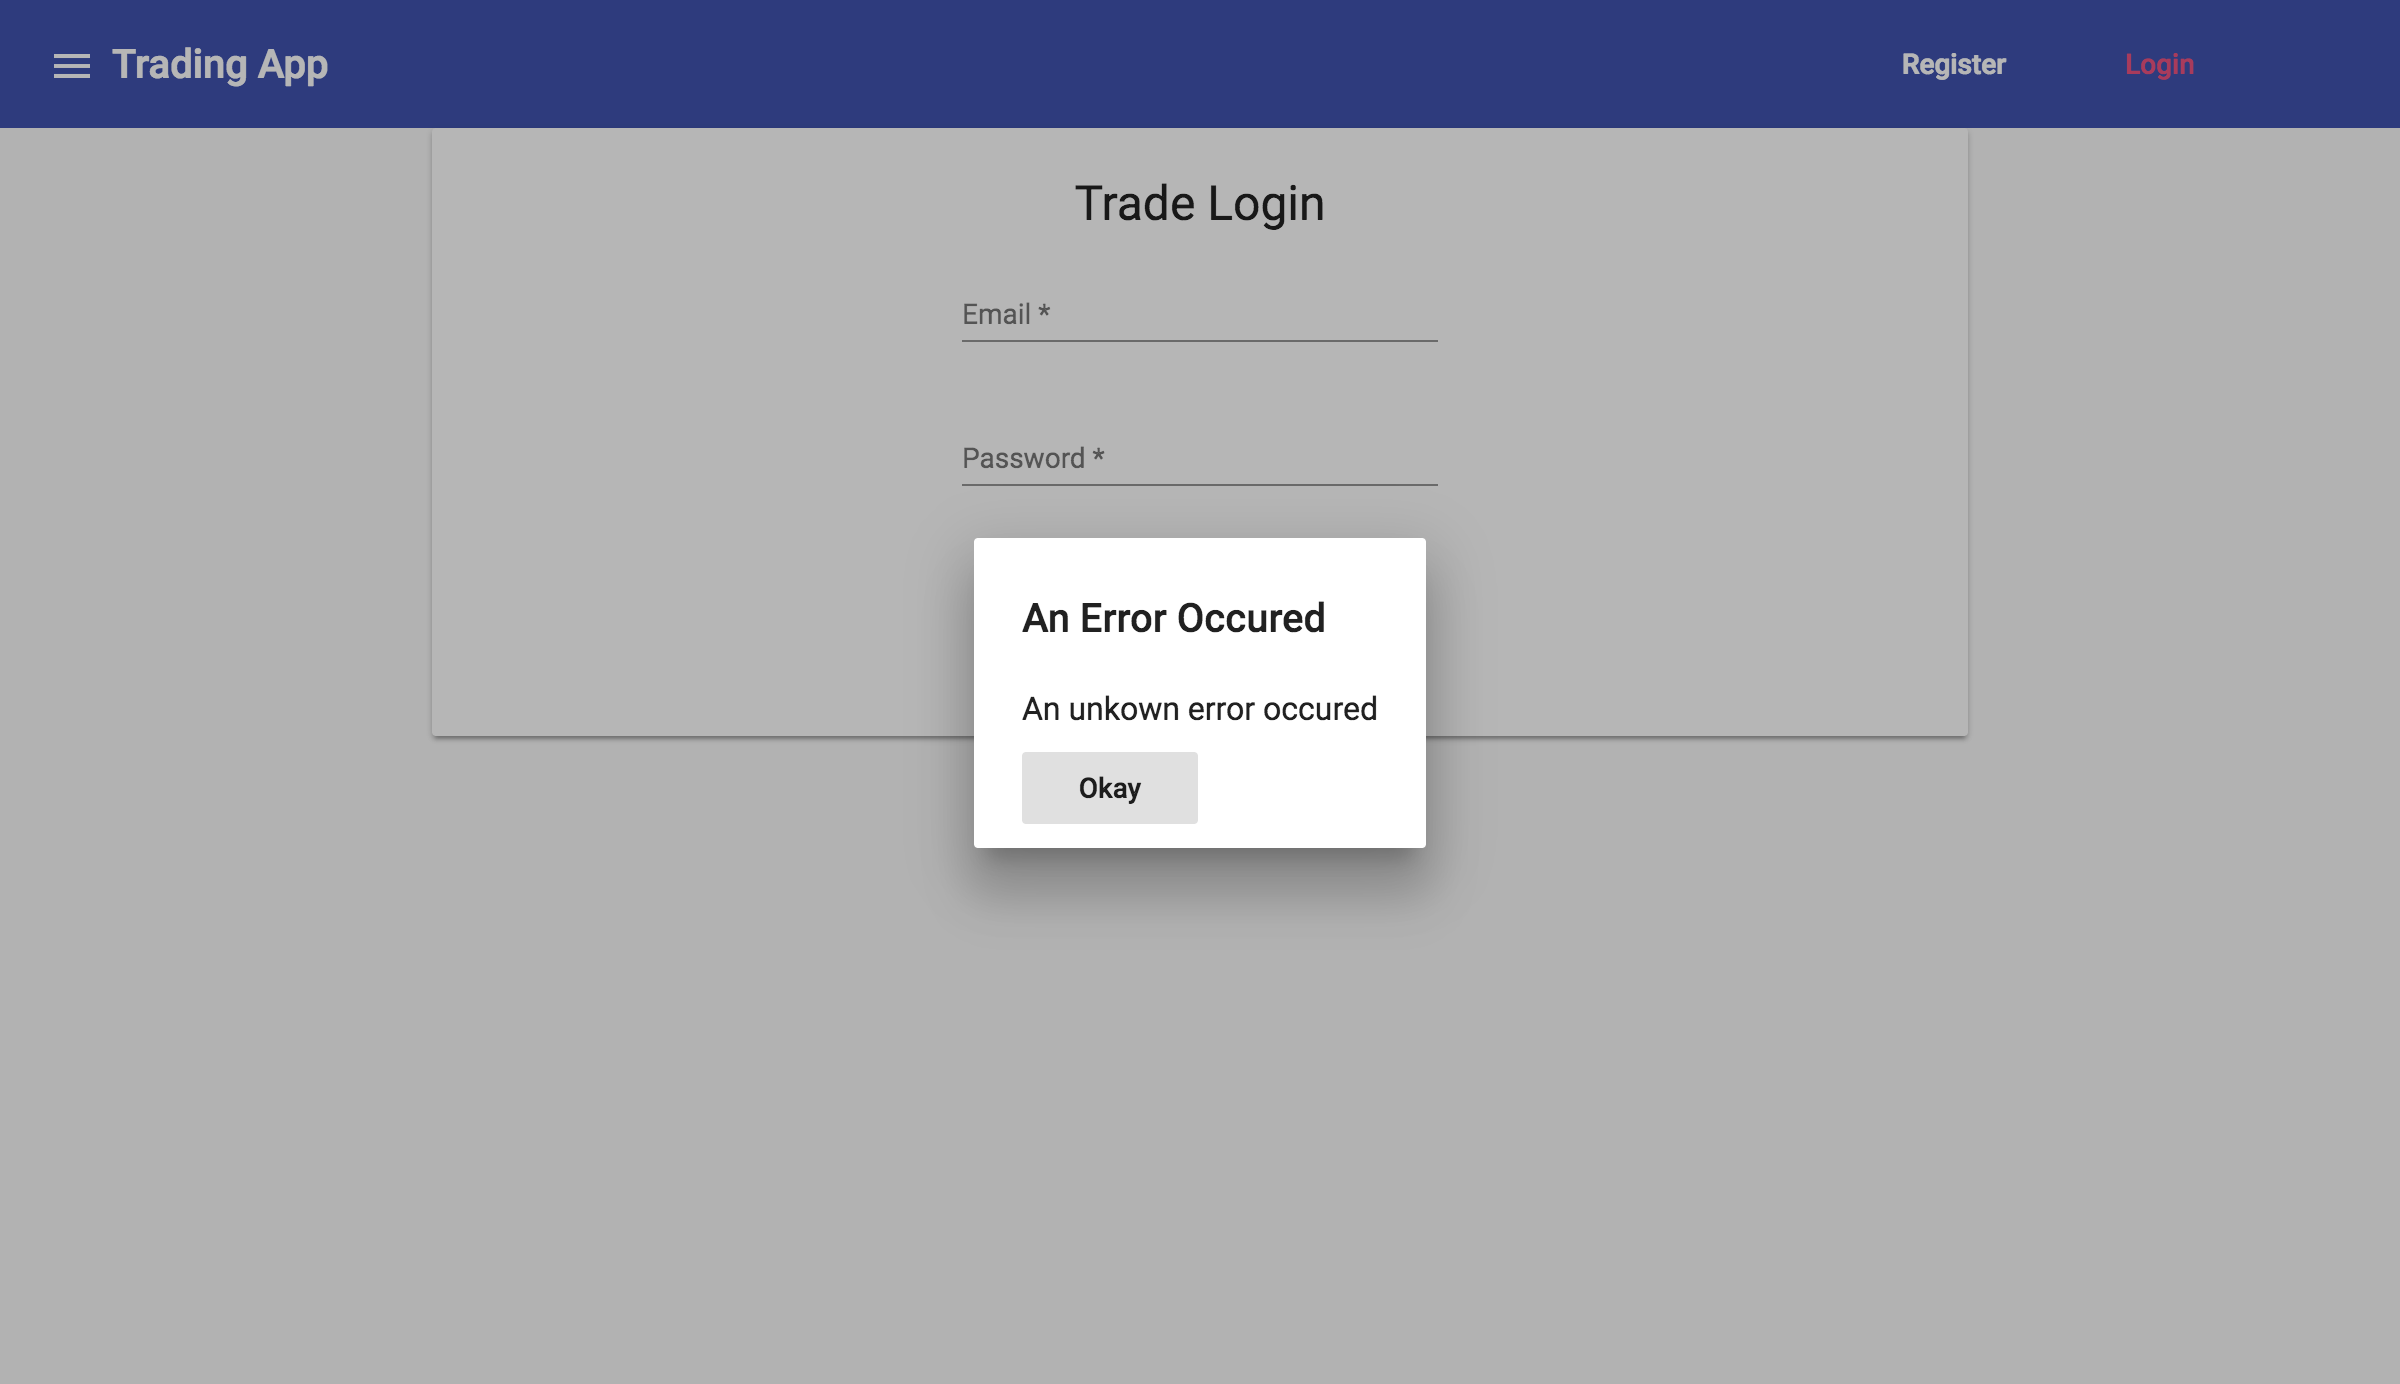 Trading App
Register
Login
Trade Login
Email *
Password *
An Error Occured
An unkown error occured
Okay